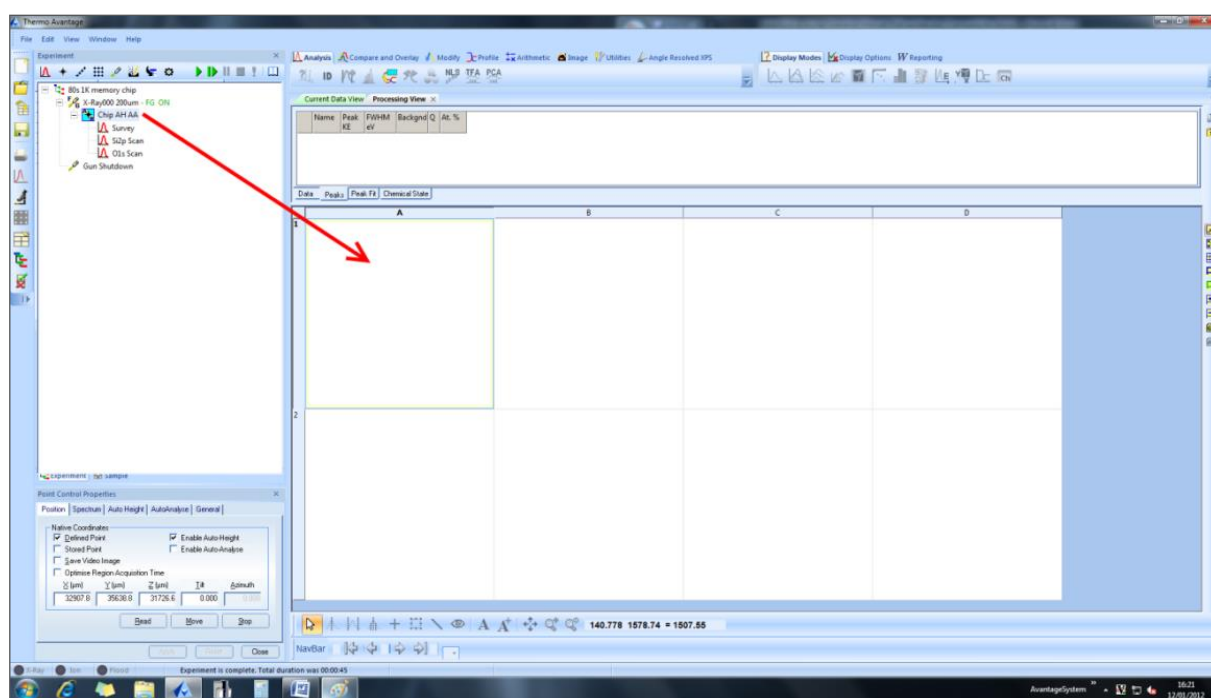 Thermo Avantage
File Edit View Window Help
Experiment
80s 1K memory chip
X-Ray000 200um - FG ON
Chip AH AA
Survey
Si2p Scan
O1s Scan
Gun Shutdown
Experiment Sample
Analysis Compare and Overlay Modify Profile Arithmetic Image Utilities Angle Resolved XPS
Display Modes Display Options Reporting
ID NLS TFA PCA
Current Data View Processing View
Name Peak KE FWHM eV Backgnd Q At. %
Data Peaks Peak Fit Chemical State
A B C D
1
2
Point Control Properties
Position Spectrum Auto Height AutoAnalyse General
Native Coordinates
Defined Point Enable Auto-Height
Stored Point Enable Auto-Analyse
Save Video Image
Optimise Region Acquisition Time
X (µm) Y (µm) Z (µm) Tilt Azimuth
32907.8 35638.8 31726.6 0.000
Read Move Stop
Close
140.778 1578.74 = 1507.55
NavBar
X-Ray Ion Flood Experiment is complete. Total duration was 00:00:45
AvantageSystem
16:21
12/01/2012